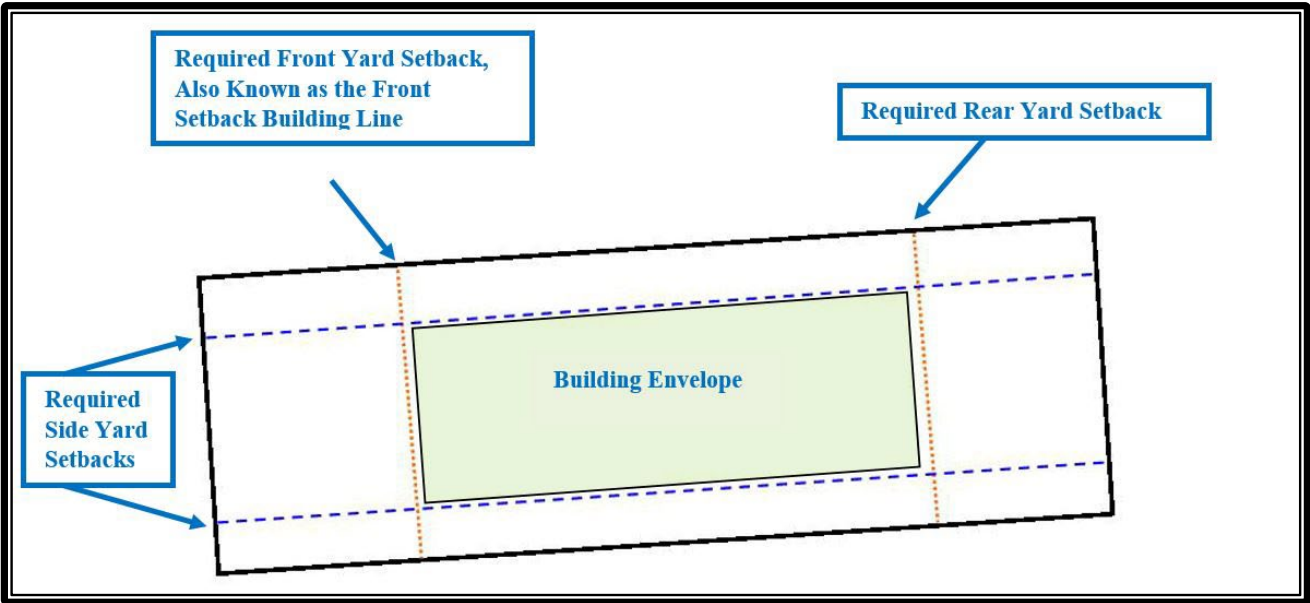 Required Front Yard Setback,
Also Known as the Front
Setback Building Line
Required Rear Yard Setback
Building Envelope
Required
Side Yard
Setbacks